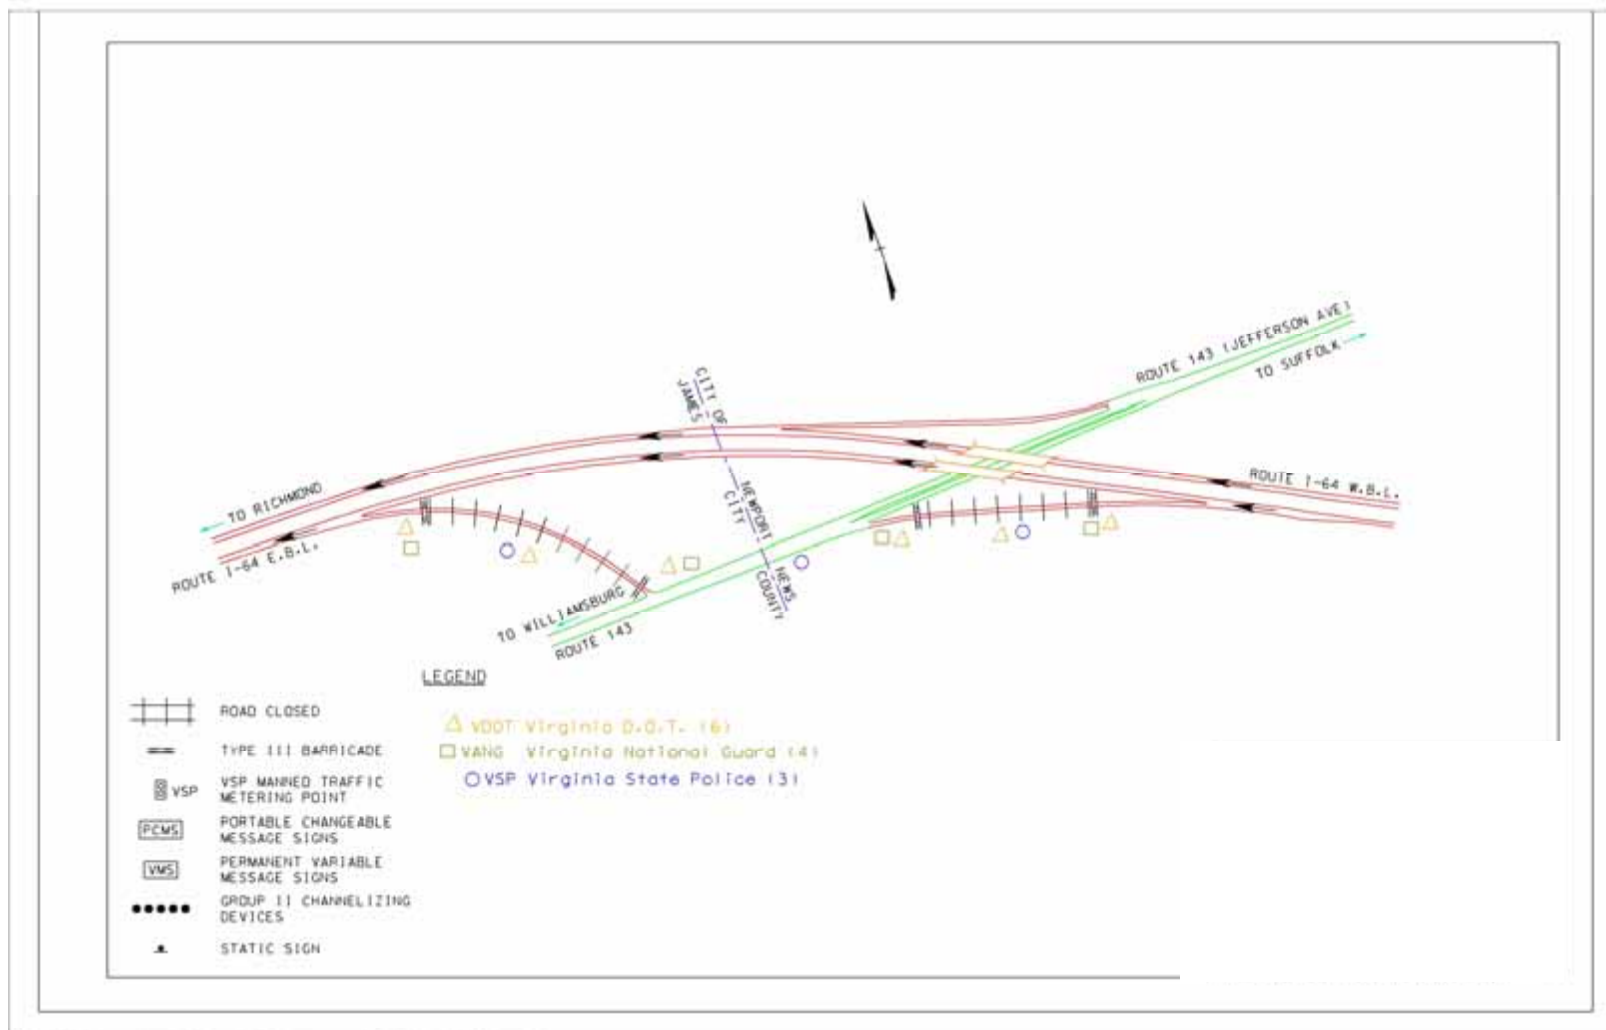 ROUTE 143 (JEFFERSON AVE)
TO SUFFOLK
CITY OF
JAMES
TO RICHMOND
NEWPORT
CITY
ROUTE I-64 W.B.L.
ROUTE I-64 E.B.L.
NEWS
COUNTY
TO WILLIAMSBURG
ROUTE 143
LEGEND
ROAD CLOSED
TYPE III BARRICADE
VSP
VSP MANNED TRAFFIC
METERING POINT
PCMS
PORTABLE CHANGEABLE
MESSAGE SIGNS
VMS
PERMANENT VARIABLE
MESSAGE SIGNS
GROUP II CHANNELIZING
DEVICES
STATIC SIGN
VDOT Virginia D.O.T. (6)
VANG Virginia National Guard (4)
VSP Virginia State Police (3)